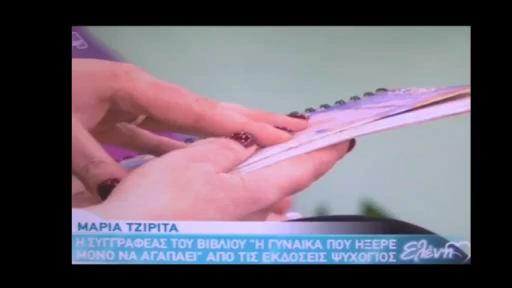 ΜΑΡΙΑ ΤΖΙΡΙΤΑ
Η ΣΥΓΓΡΑΦΕΑΣ ΤΟΥ ΒΙΒΛΙΟΥ "Η ΓΥΝΑΙΚΑ ΠΟΥ ΗΞΕΡΕ
ΜΟΝΟ ΝΑ ΑΓΑΠΑΕΙ" ΑΠΟ ΤΙΣ ΕΚΔΟΣΕΙΣ ΨΥΧΟΓΙΟΣ
Ελένη